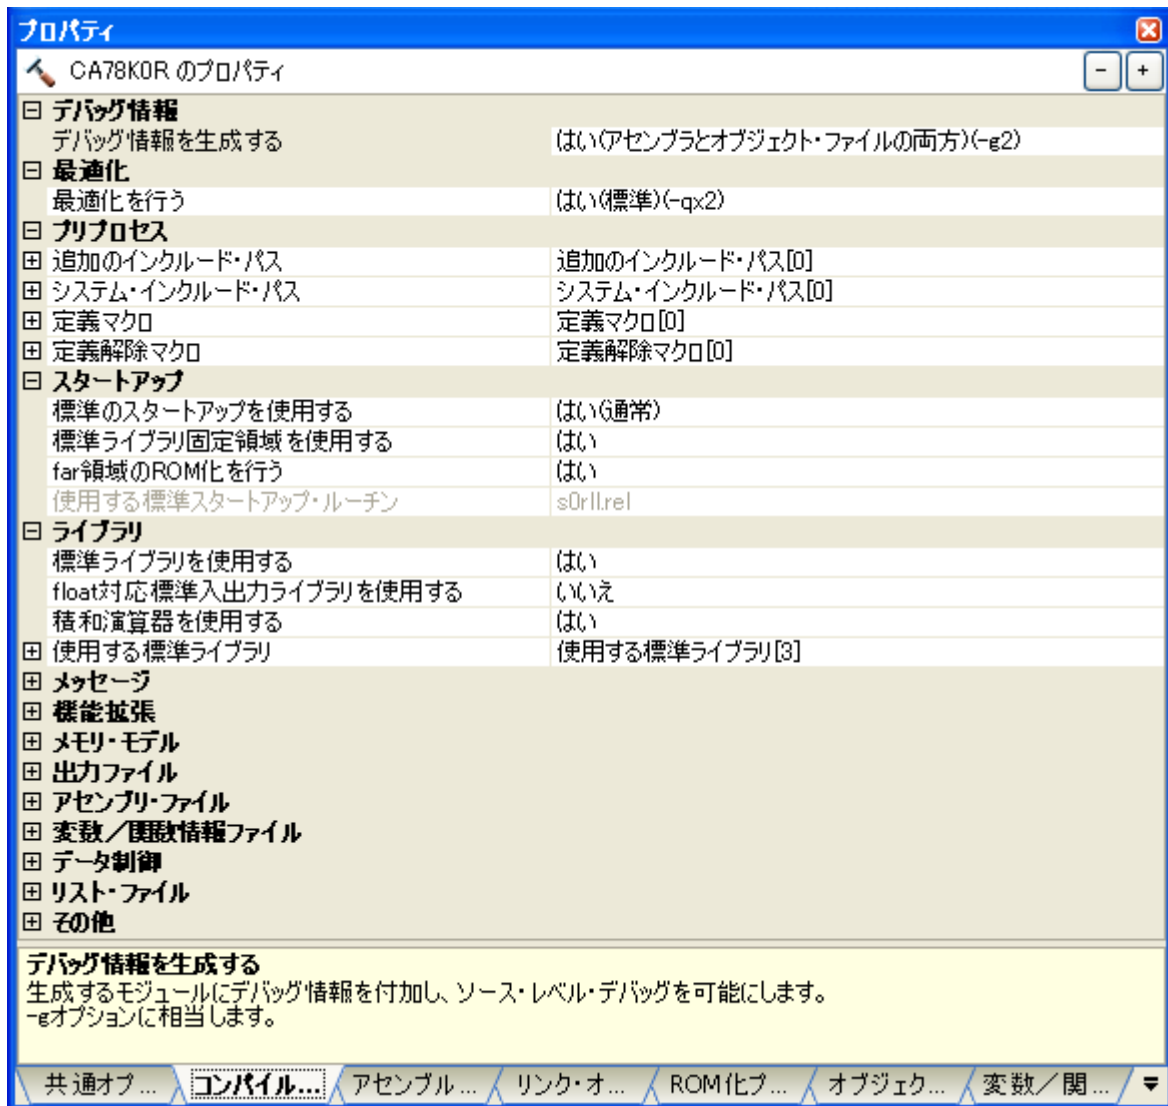 プロパティ
CA78K0R のプロパティ
デバッグ情報
デバッグ情報を生成する はい(アセンブラとオブジェクト・ファイルの両方)(-g2)
最適化
最適化を行う はい(標準)(-qx2)
プリプロセス
追加のインクルード・パス 追加のインクルード・パス[0]
システム・インクルード・パス システム・インクルード・パス[0]
定義マクロ 定義マクロ[0]
定義解除マクロ 定義解除マクロ[0]
スタートアップ
標準のスタートアップを使用する はい(通常)
標準ライブラリ固定領域を使用する はい
far領域のROM化を行う はい
使用する標準スタートアップ・ルーチン s0rll.rel
ライブラリ
標準ライブラリを使用する はい
float対応標準入出力ライブラリを使用する いいえ
積和演算器を使用する はい
使用する標準ライブラリ 使用する標準ライブラリ[3]
メッセージ
機能拡張
メモリ・モデル
出力ファイル
アセンブリ・ファイル
変数/関数情報ファイル
データ制御
リスト・ファイル
その他
デバッグ情報を生成する
生成するモジュールにデバッグ情報を付加し、ソース・レベル・デバッグを可能にします。
-gオプションに相当します。
共通オプ... コンパイル... アセンブル... リンク・オ... ROM化プ... オブジェク... 変数/関...